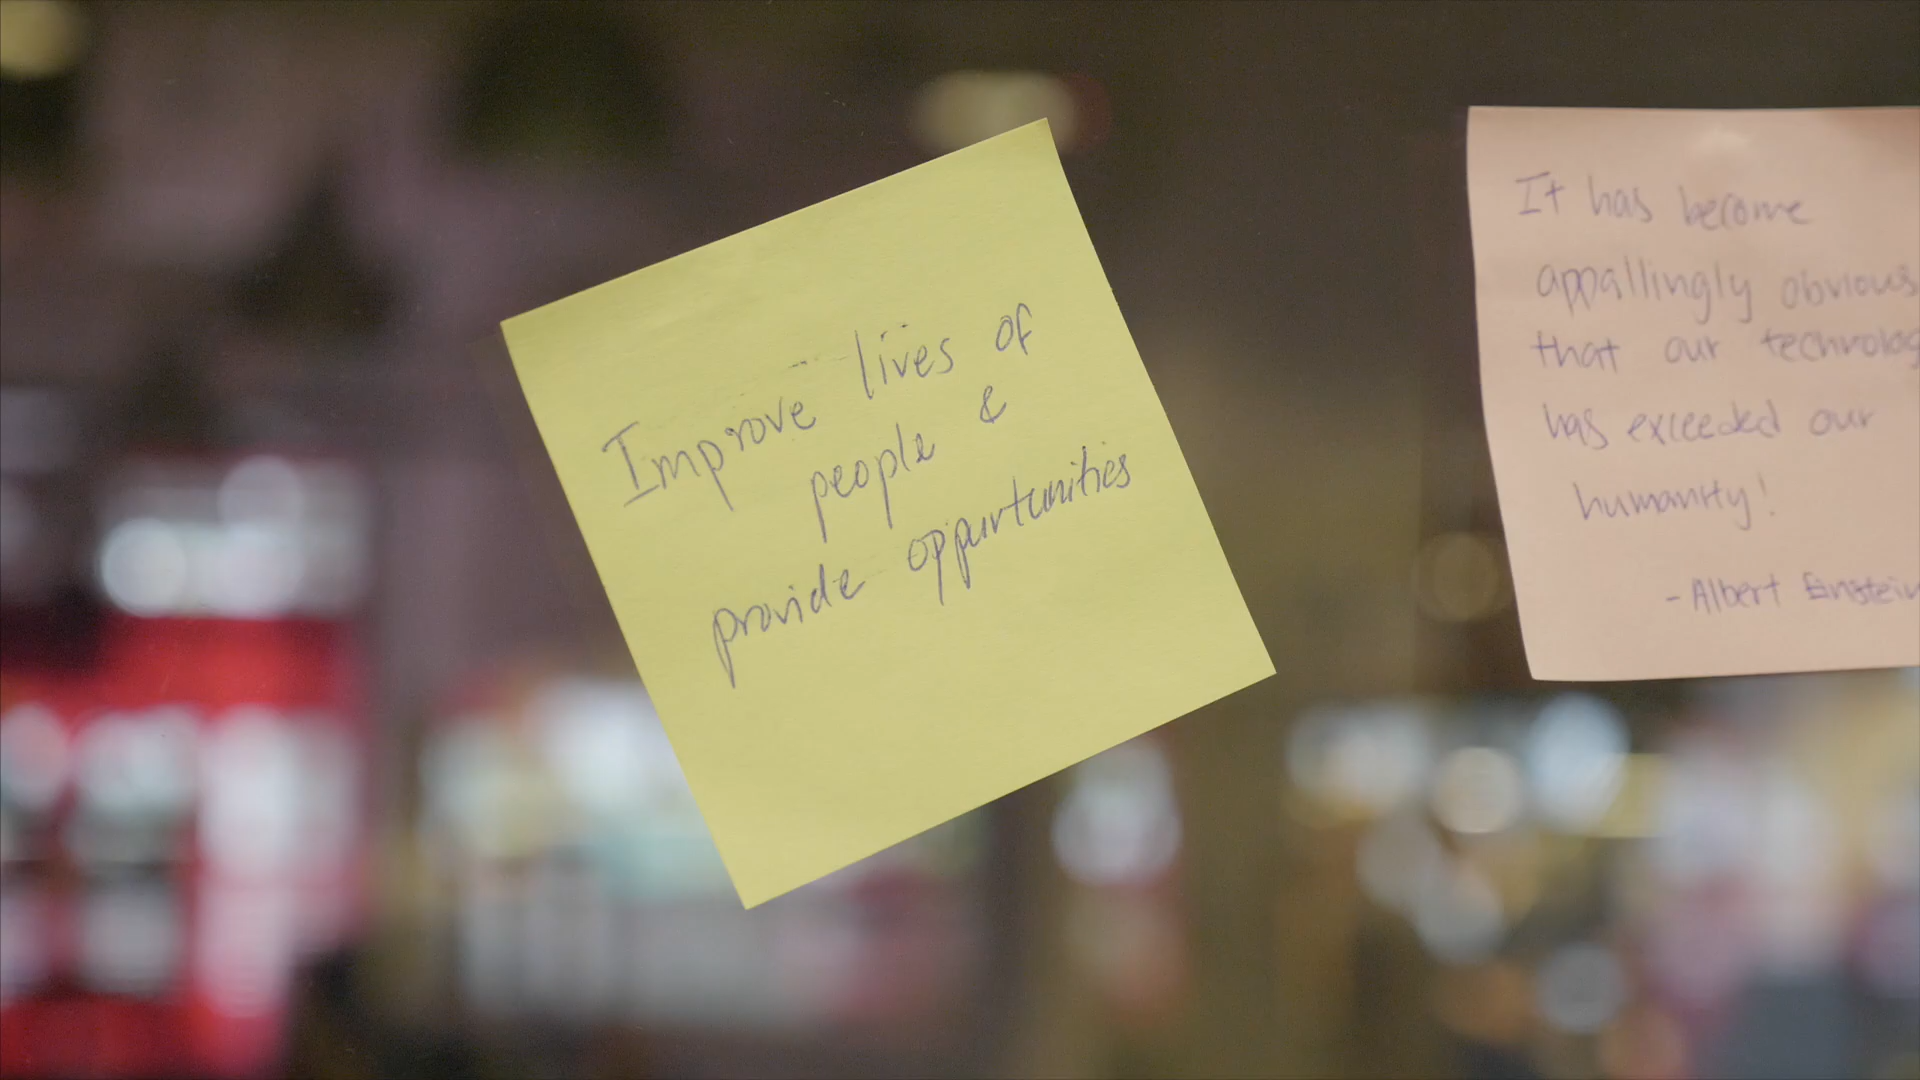 Improve lives of
people &
provide oppurtunities
It has become
appallingly obvious
that our technolog
has exceeded our
humanity!
- Albert Einstein